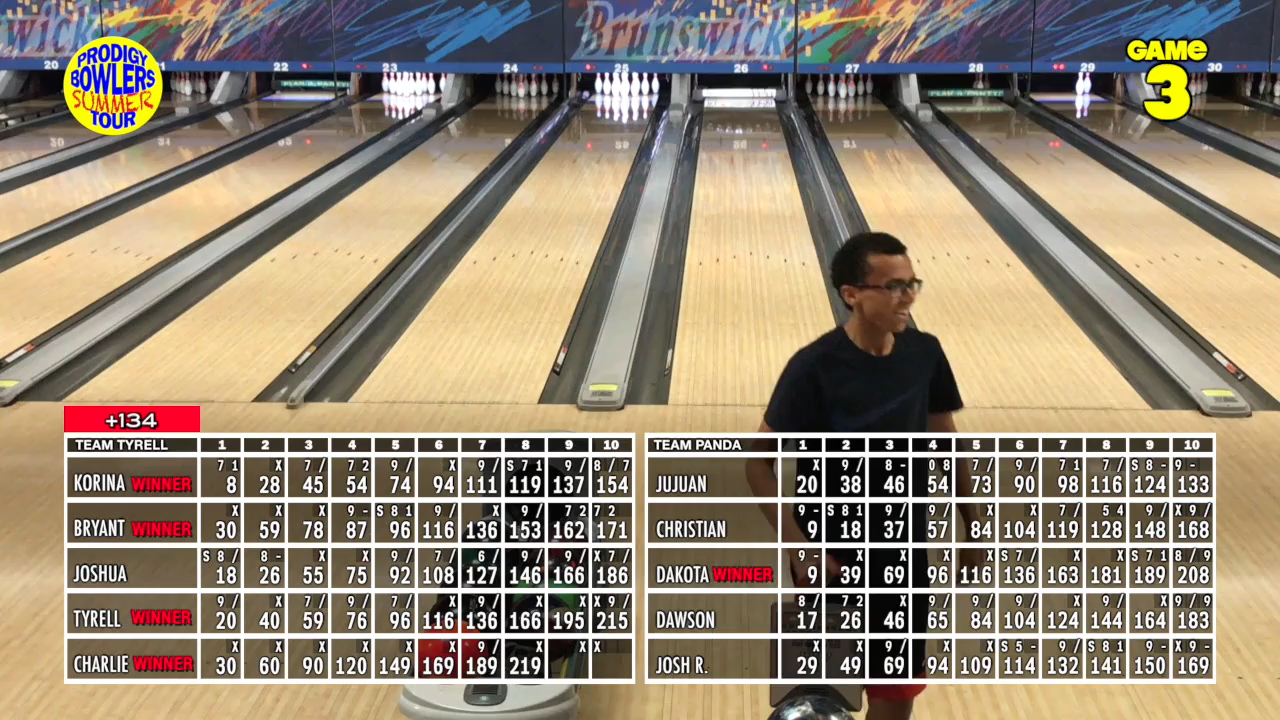 wick
Brunswick
20
22
23
24
25
26
27
28
29
30
PRODIGY
BOWLERS
SUMMER
TOUR
GAME
3
+134
TEAM TYRELL 1 2 3 4 5 6 7 8 9 10
7 1 X 7 / 7 2 9 / X 9 / S 7 1 9 / 8 / 7
KORINA WINNER 8 28 45 54 74 94 111 119 137 154
X X X 9 - S 8 1 9 / X 9 / 7 2 7 2
BRYANT WINNER 30 59 78 87 96 116 136 153 162 171
S 8 / 8 - X X 9 / 7 / 6 / 9 / 9 / X 7 /
JOSHUA 18 26 55 75 92 108 127 146 166 186
9 / X 7 / 9 / 7 / X 9 / X X X 9 /
TYRELL WINNER 20 40 59 76 96 116 136 166 195 215
X X X X X X 9 / X X X
CHARLIE WINNER 30 60 90 120 149 169 189 219
TEAM PANDA 1 2 3 4 5 6 7 8 9 10
X 9 / 8 - 0 8 7 / 9 / 7 1 7 / S 8 - 9 -
JUJUAN 20 38 46 54 73 90 98 116 124 133
9 - S 8 1 9 / 9 / X X 7 / 5 4 9 / X 9 /
CHRISTIAN 9 18 37 57 84 104 119 128 148 168
9 - X X X X S 7 / X X S 7 1 8 / 9
DAKOTA WINNER 9 39 69 96 116 136 163 181 189 208
8 / 7 2 X 9 / 9 / 9 / X 9 / X 9 / 9
DAWSON 17 26 46 65 84 104 124 144 164 183
X X 9 / X X S 5 - 9 / S 8 1 9 - X 9 -
JOSH R. 29 49 69 94 109 114 132 141 150 169